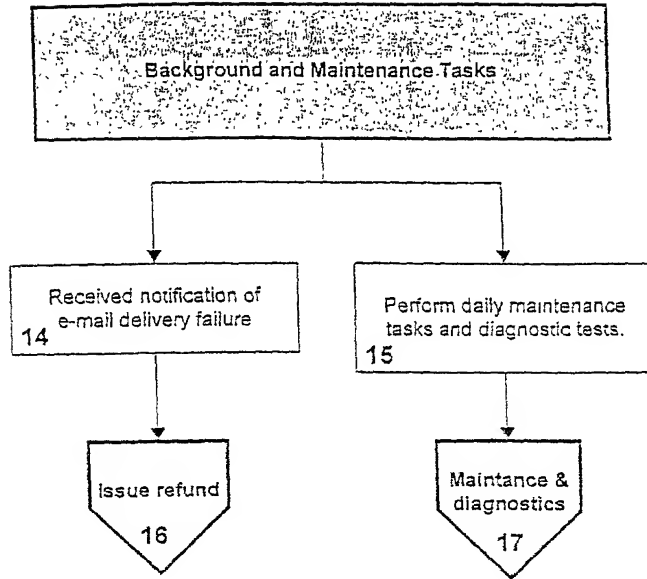 Background and Maintenance Tasks
Received notification of
e-mail delivery failure
14
Perform daily maintenance
tasks and diagnostic tests.
15
Issue refund
16
Maintance &
diagnostics
17